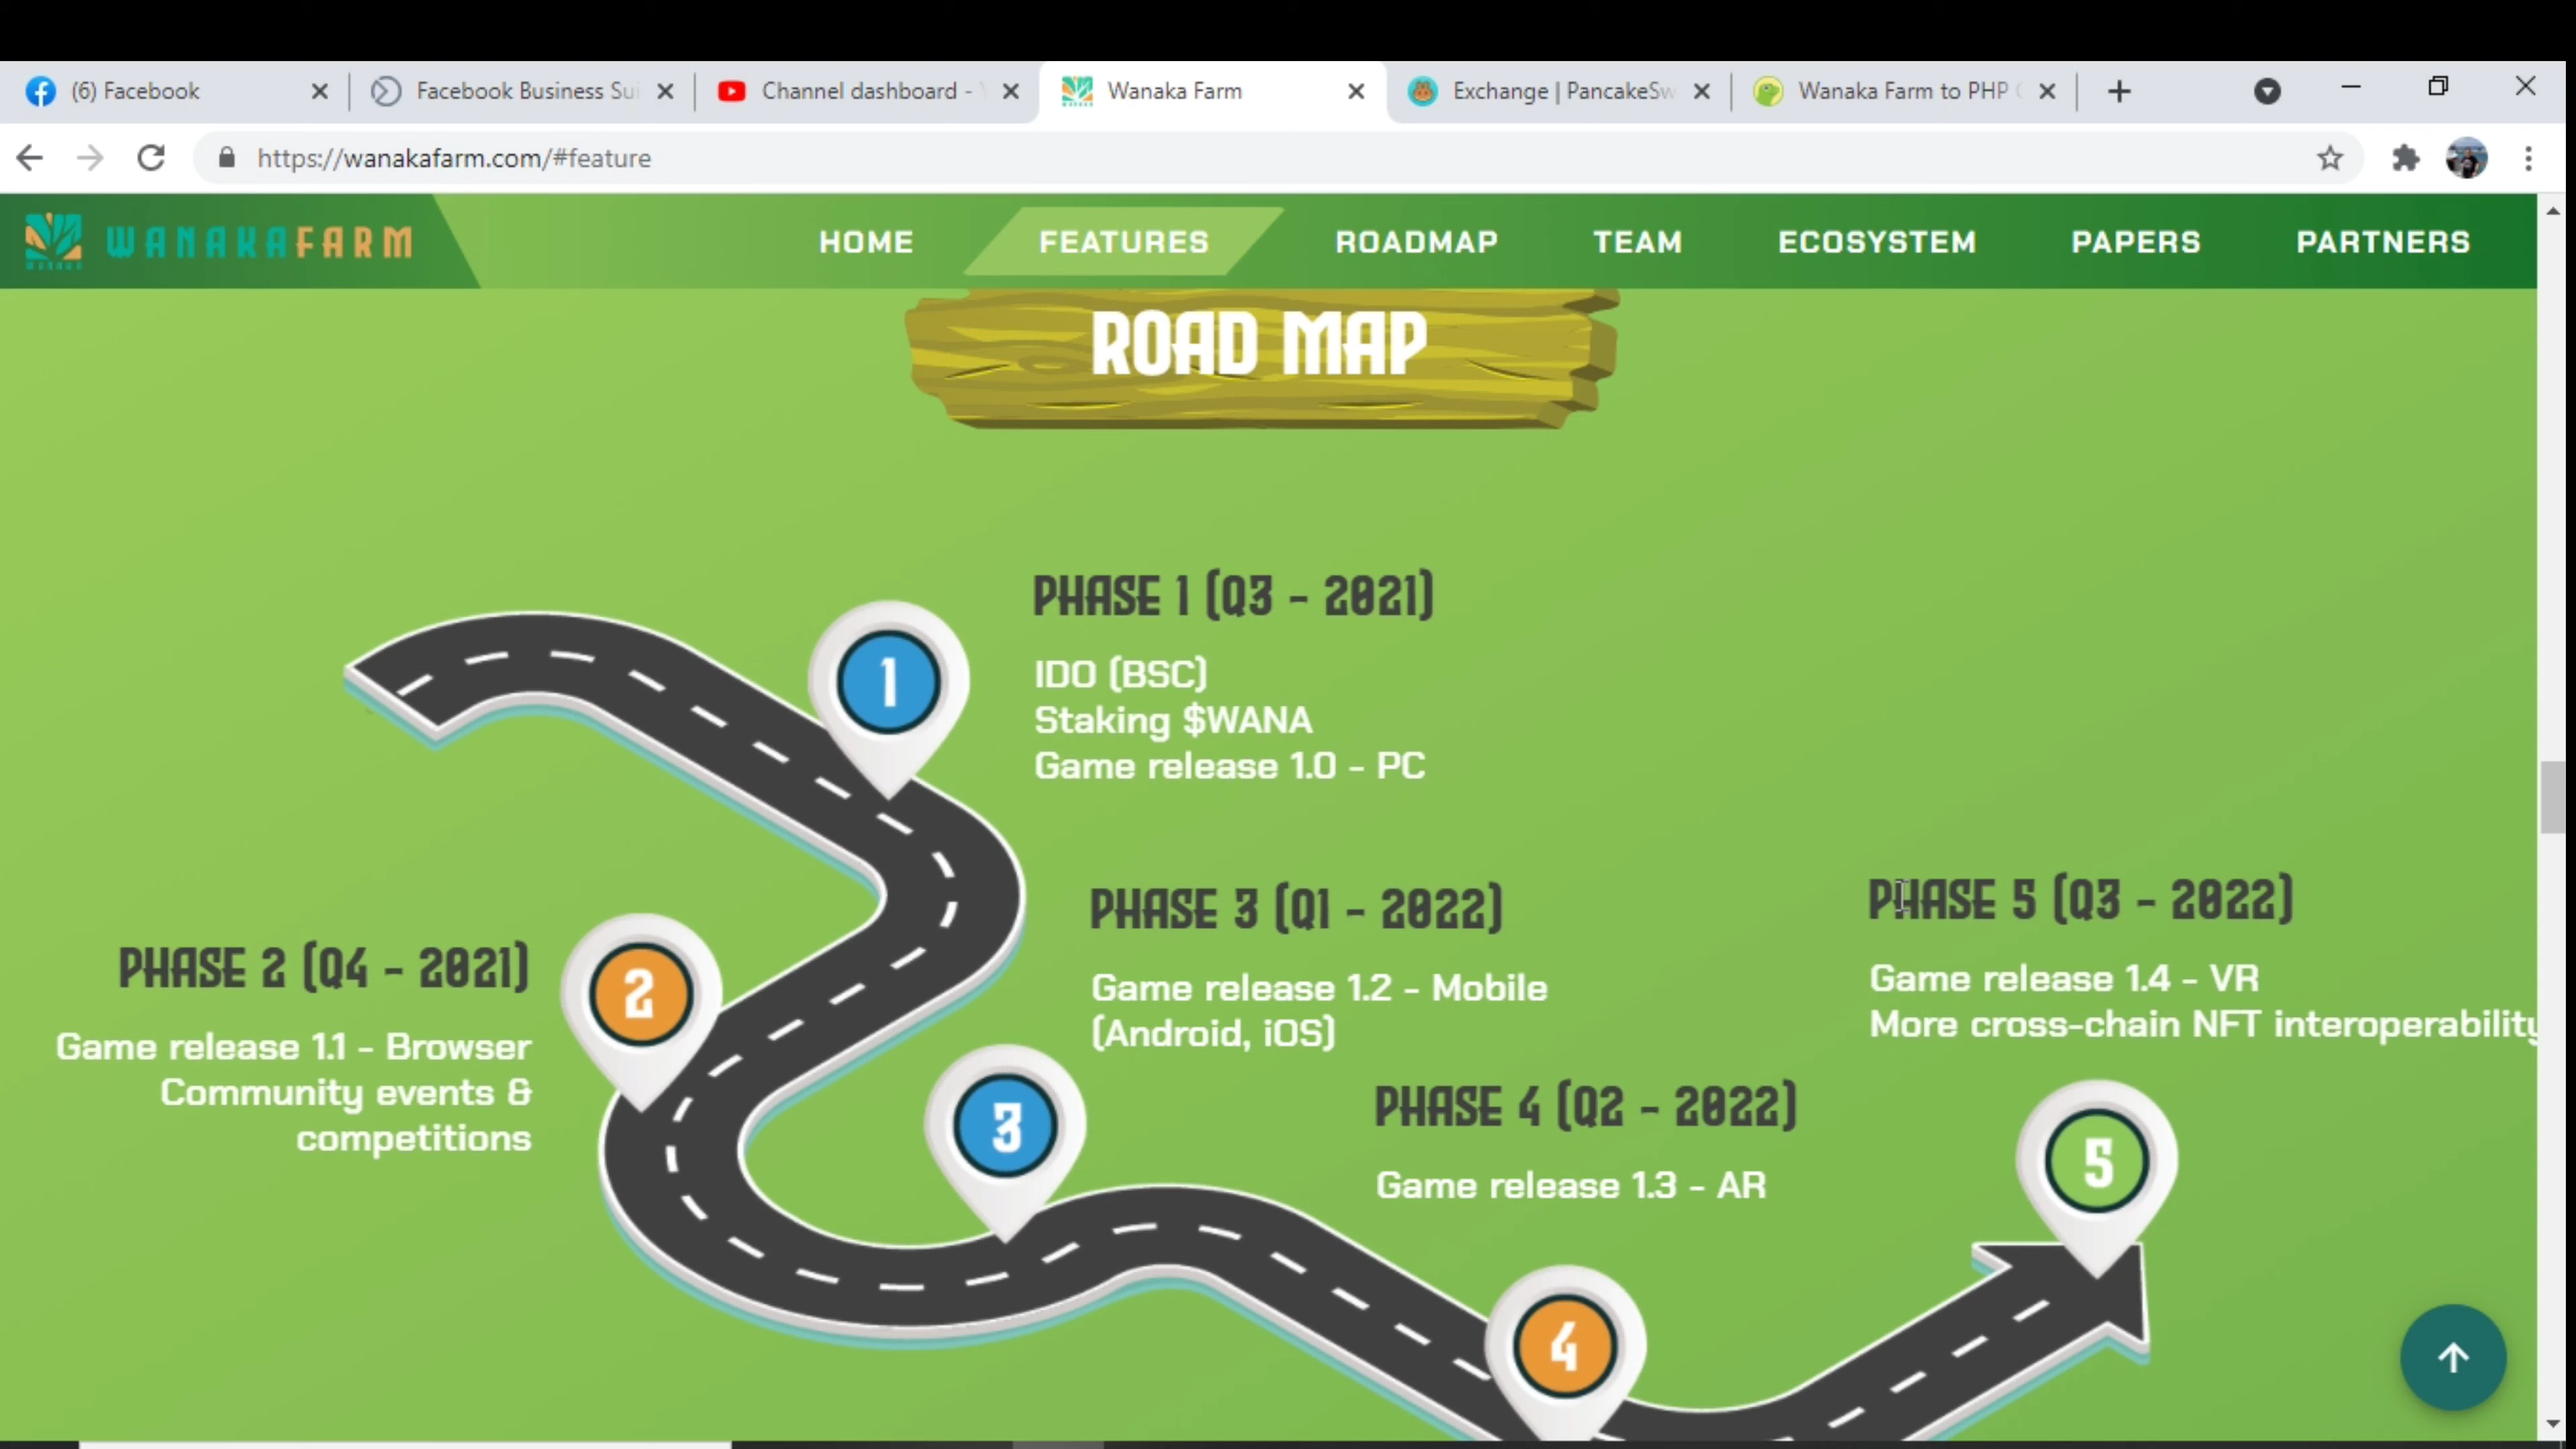 (6) Facebook
Facebook Business Sui
Channel dashboard -
Wanaka Farm
Exchange | PancakeSw
Wanaka Farm to PHP
https://wanakafarm.com/#feature
WANAKAFARM
HOME
FEATURES
ROADMAP
TEAM
ECOSYSTEM
PAPERS
PARTNERS
ROAD MAP
1
PHASE 1 (Q3 - 2021)
IDO (BSC)
Staking $WANA
Game release 1.0 - PC
2
PHASE 2 (Q4 - 2021)
Game release 1.1 - Browser
Community events &
competitions
3
PHASE 3 (Q1 - 2022)
Game release 1.2 - Mobile
(Android, iOS)
4
PHASE 4 (Q2 - 2022)
Game release 1.3 - AR
5
PHASE 5 (Q3 - 2022)
Game release 1.4 - VR
More cross-chain NFT interoperability